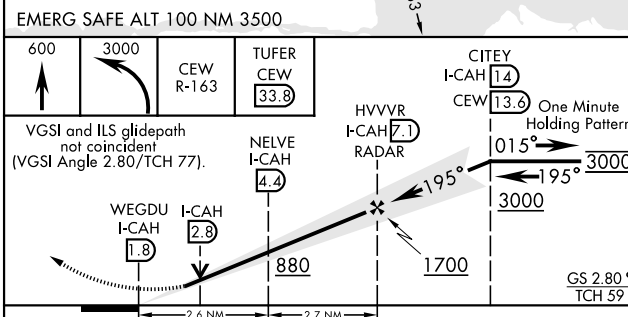 EMERG SAFE ALT 100 NM 3500
600
3000
CEW
R-163
TUFER
CEW
33.8
VGSI and ILS glidepath
not coincident
(VGSI Angle 2.80/TCH 77).
WEGDU
I-CAH
1.8
I-CAH
2.8
NELVE
I-CAH
4.4
HVVVR
I-CAH 7.1
RADAR
CITEY
I-CAH 14
CEW 13.6
One Minute
Holding Pattern
015°
3000
195°
195°
3000
880
1700
GS 2.80°
TCH 59
2.6 NM
2.7 NM